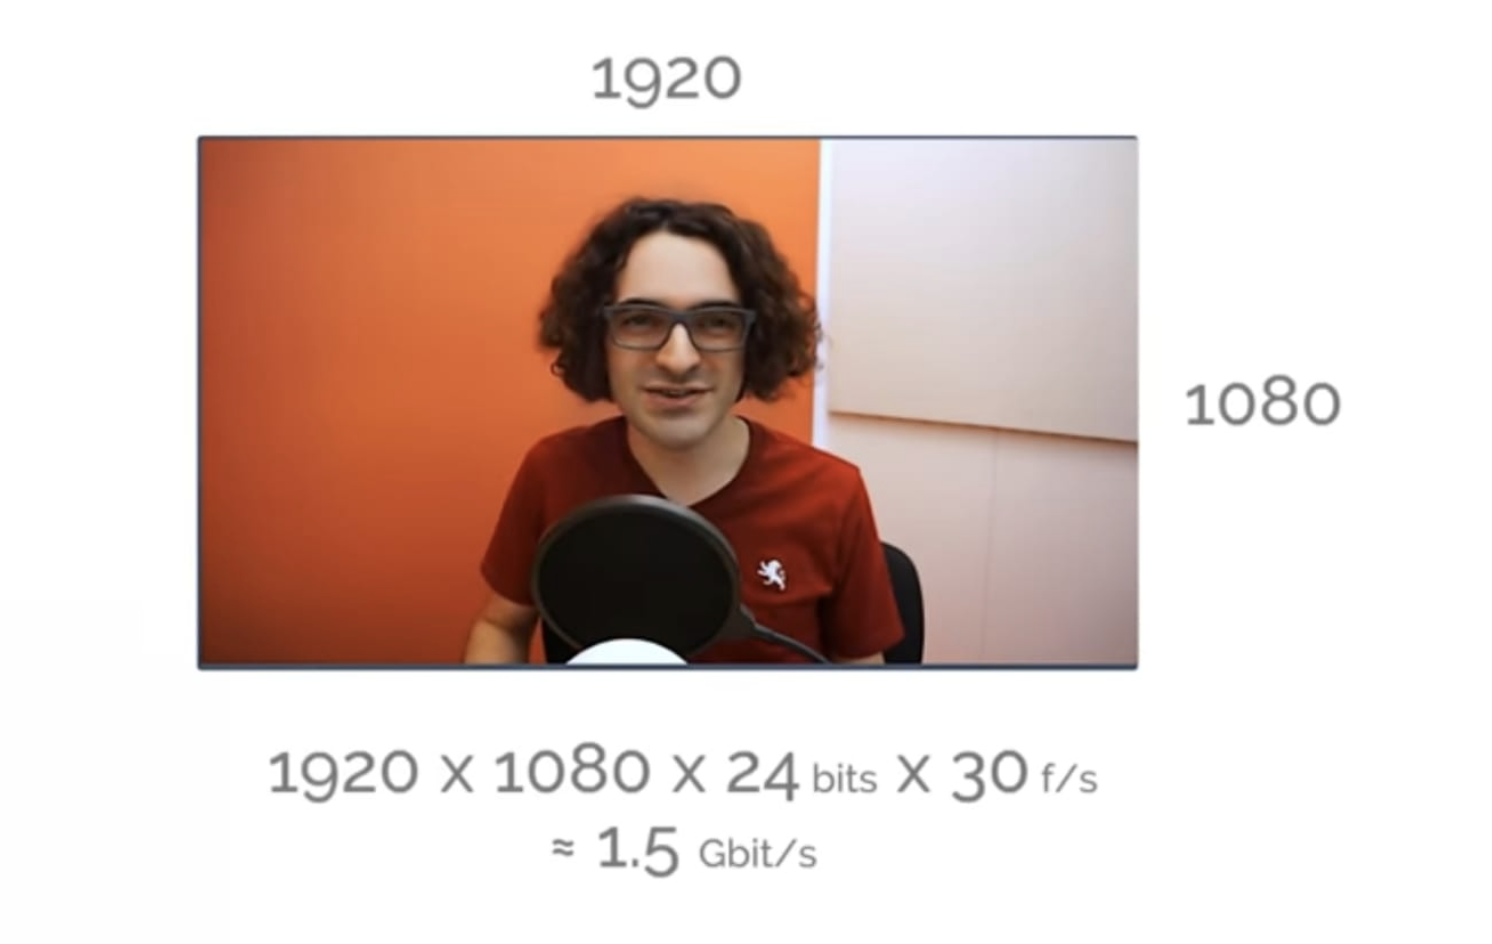 1920
1080
1920 x 1080 x 24 bits x 30 f/s
≈ 1.5 Gbit/s